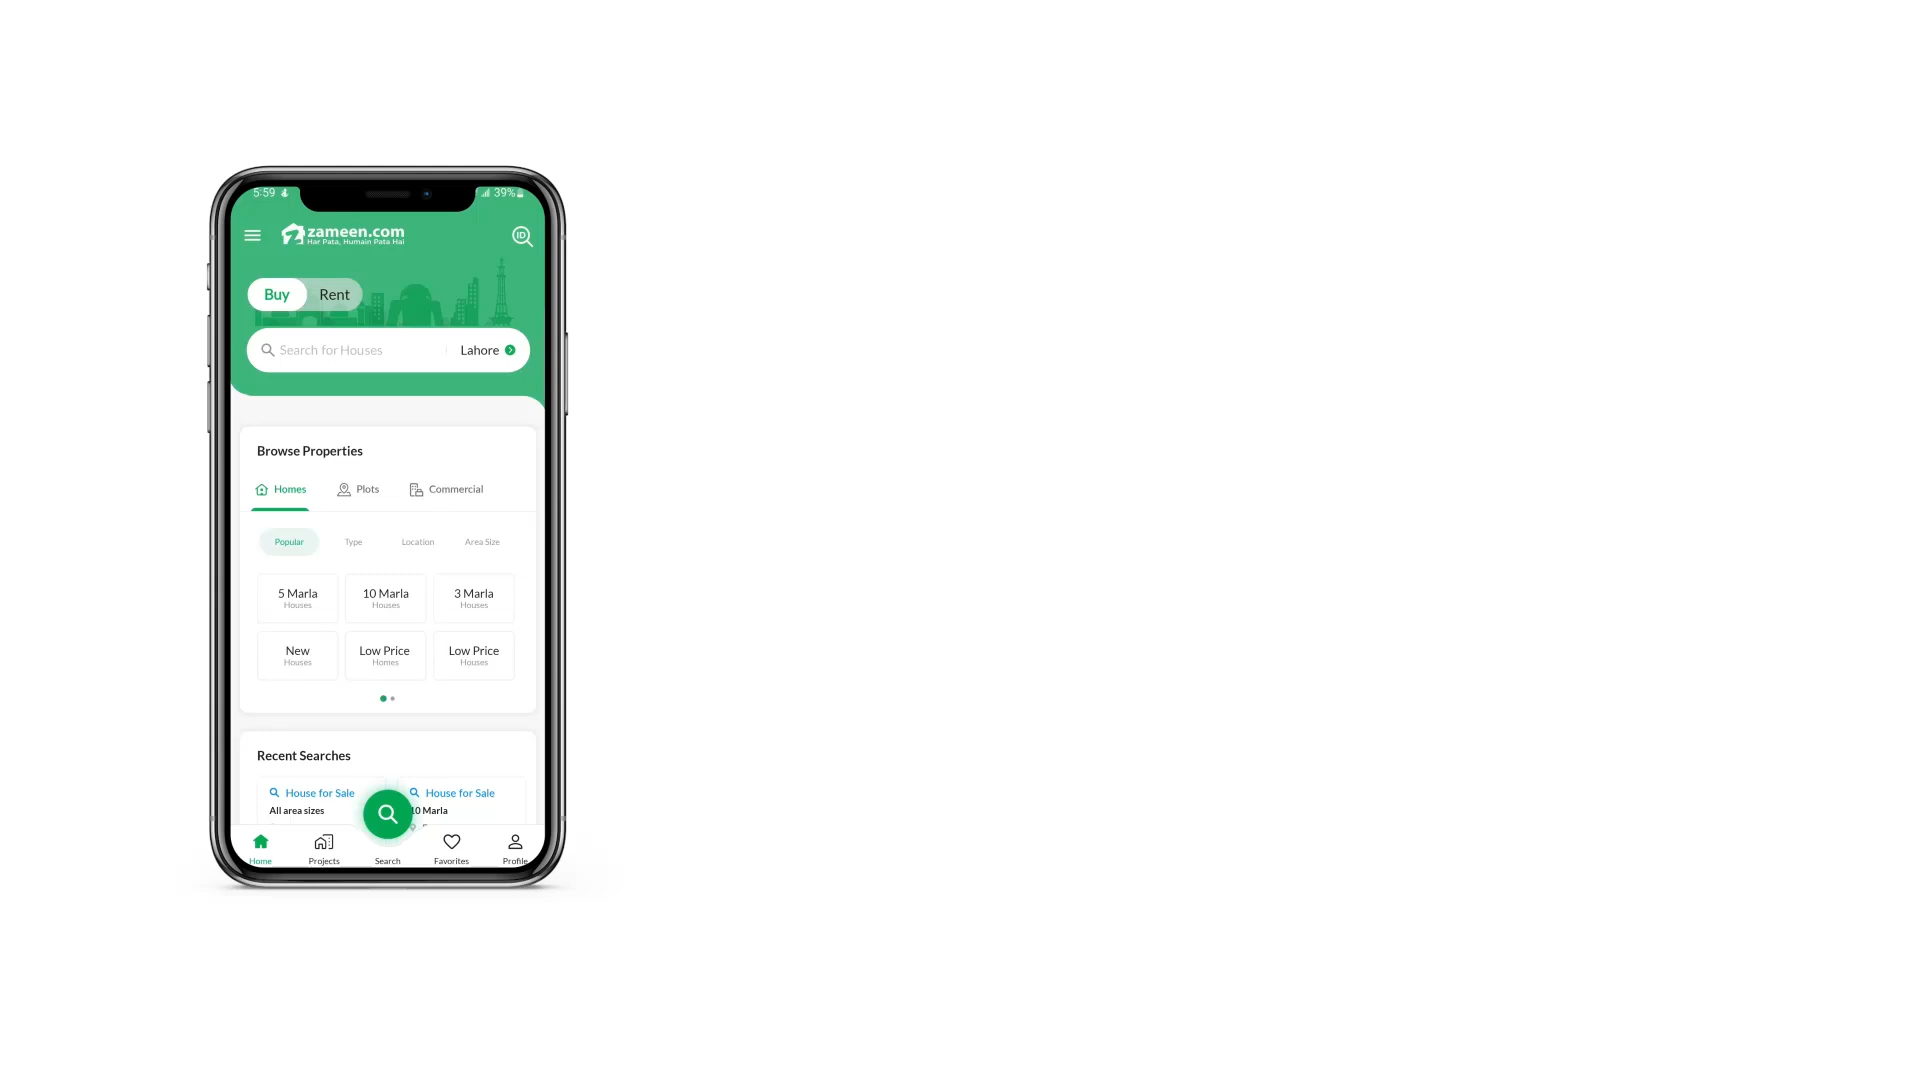 5:59
39%
zameen.com
Har Pata, Humain Pata Hai
ID
Buy Rent
Search for Houses Lahore
Browse Properties
Homes Plots Commercial
Popular Type Location Area Size
5 Marla 10 Marla 3 Marla
Houses Houses Houses
New Low Price Low Price
Houses Homes Houses
Recent Searches
House for Sale House for Sale
All area sizes 10 Marla
Home Projects Search Favorites Profile